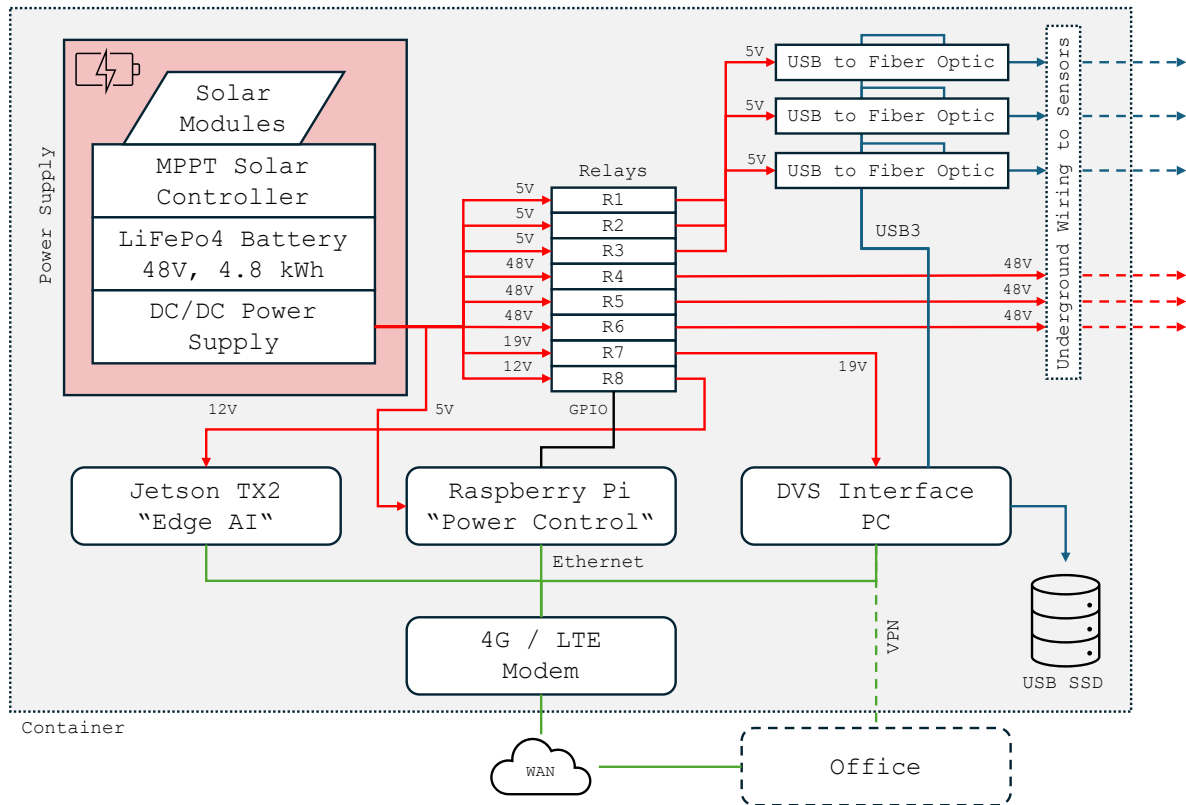 Power Supply
Solar
Modules
MPPT Solar
Controller
LiFePo4 Battery
48V, 4.8 kWh
DC/DC Power
Supply
Relays
5V
R1
5V
R2
5V
R3
48V
R4
48V
R5
48V
R6
19V
R7
12V
R8
5V
USB to Fiber Optic
5V
USB to Fiber Optic
5V
USB to Fiber Optic
USB3
48V
48V
48V
Underground Wiring to Sensors
12V
5V
GPIO
19V
Jetson TX2
“Edge AI“
Raspberry Pi
“Power Control“
DVS Interface
PC
Ethernet
4G / LTE
Modem
VPN
USB SSD
Container
WAN
Office